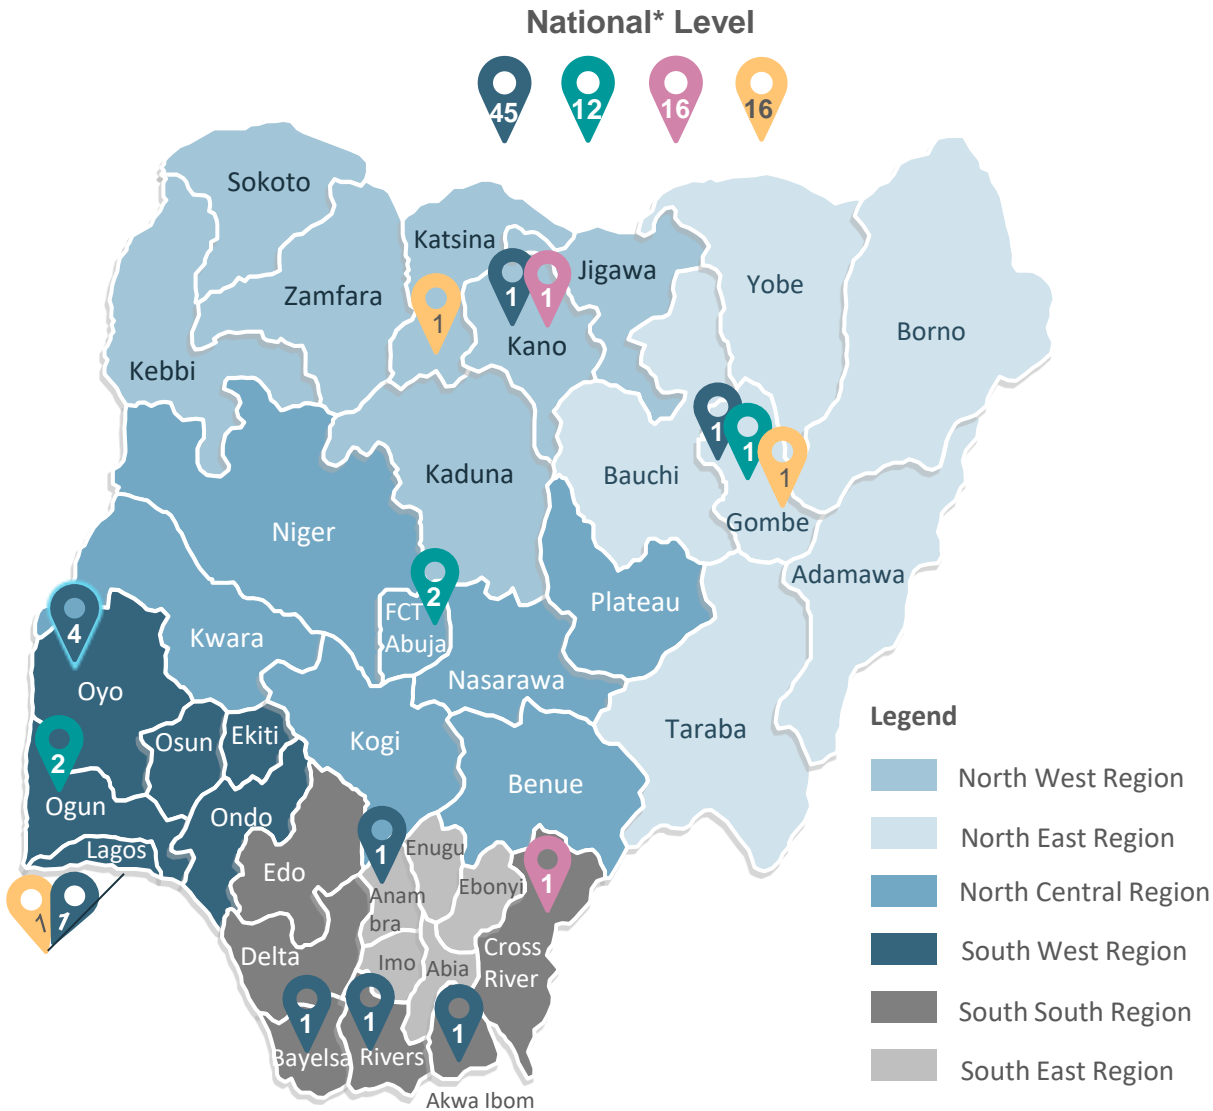 National* Level
45
12
16
16
Sokoto
Katsina
Jigawa
Yobe
Zamfara
1
1
1
Borno
Kano
Kebbi
1
1
1
Kaduna
Bauchi
Gombe
Niger
Adamawa
2
FCT
Abuja
Plateau
4
Kwara
Oyo
Nasarawa
Osun
Ekiti
Kogi
Taraba
2
Ogun
Benue
Ondo
Lagos
1
Enugu
Edo
Ebonyi
1
Anam
bra
1
1
Delta
Imo
Abia
Cross
River
1
1
1
Bayelsa
Rivers
Akwa Ibom
Legend
North West Region
North East Region
North Central Region
South West Region
South South Region
South East Region